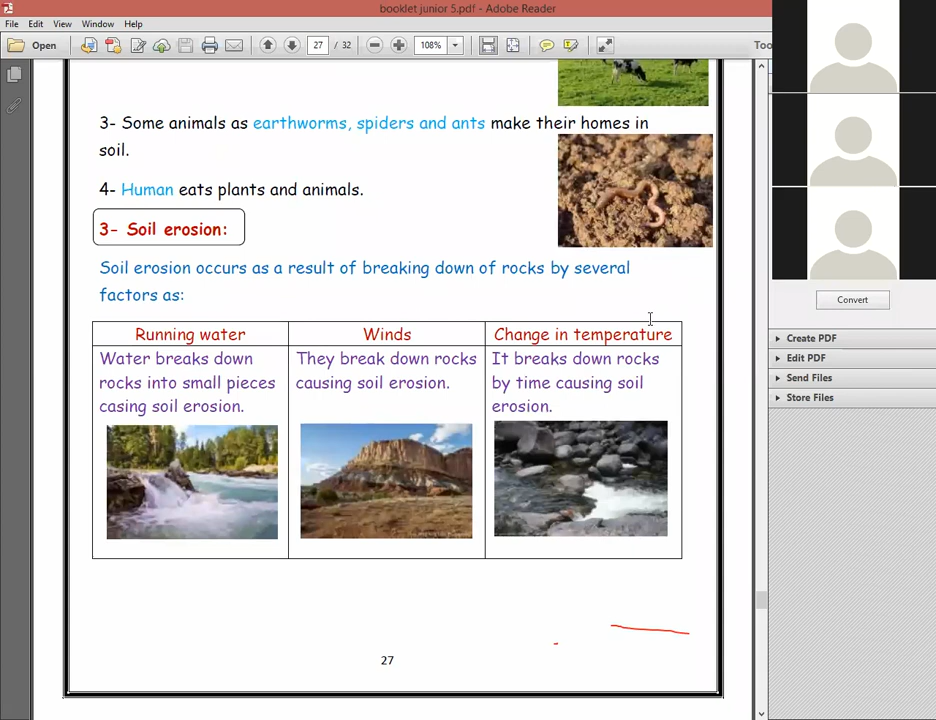 booklet junior 5.pdf - Adobe Reader
File Edit View Window Help
Open 27 / 32 108% Too
3- Some animals as earthworms, spiders and ants make their homes in
soil.
4- Human eats plants and animals.
3- Soil erosion:
Soil erosion occurs as a result of breaking down of rocks by several
factors as:
Running water Winds Change in temperature
Water breaks down They break down rocks It breaks down rocks
rocks into small pieces causing soil erosion. by time causing soil
casing soil erosion. erosion.
27
Convert
Create PDF
Edit PDF
Send Files
Store Files